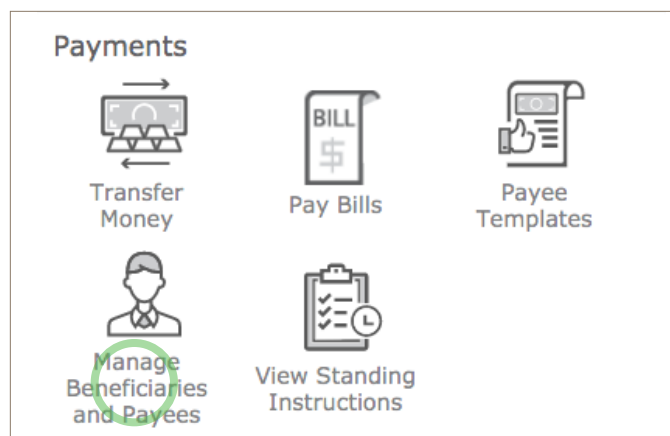 Payments
Transfer
Money
BILL
$
Pay Bills
Payee
Templates
Manage
Beneficiaries
and Payees
View Standing
Instructions